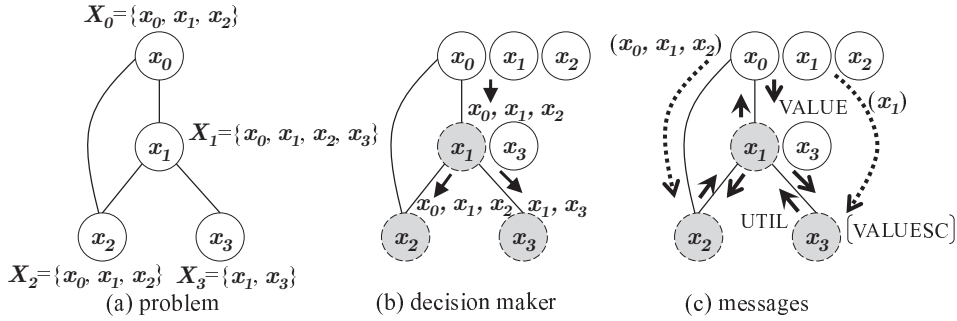 X₀={x₀, x₁, x₂}
x₀
X₁={x₀, x₁, x₂, x₃}
x₁
x₂
x₃
X₂={x₀, x₁, x₂}
X₃={x₁, x₃}
(a) problem
x₀ x₁ x₂
x₀, x₁, x₂
x₁ x₃
x₀, x₁, x₂
x₁, x₃
x₂
x₃
(b) decision maker
(x₀, x₁, x₂)
x₀ x₁ x₂
(x₁)
VALUE
x₁ x₃
UTIL
x₂
x₃
[VALUESC]
(c) messages